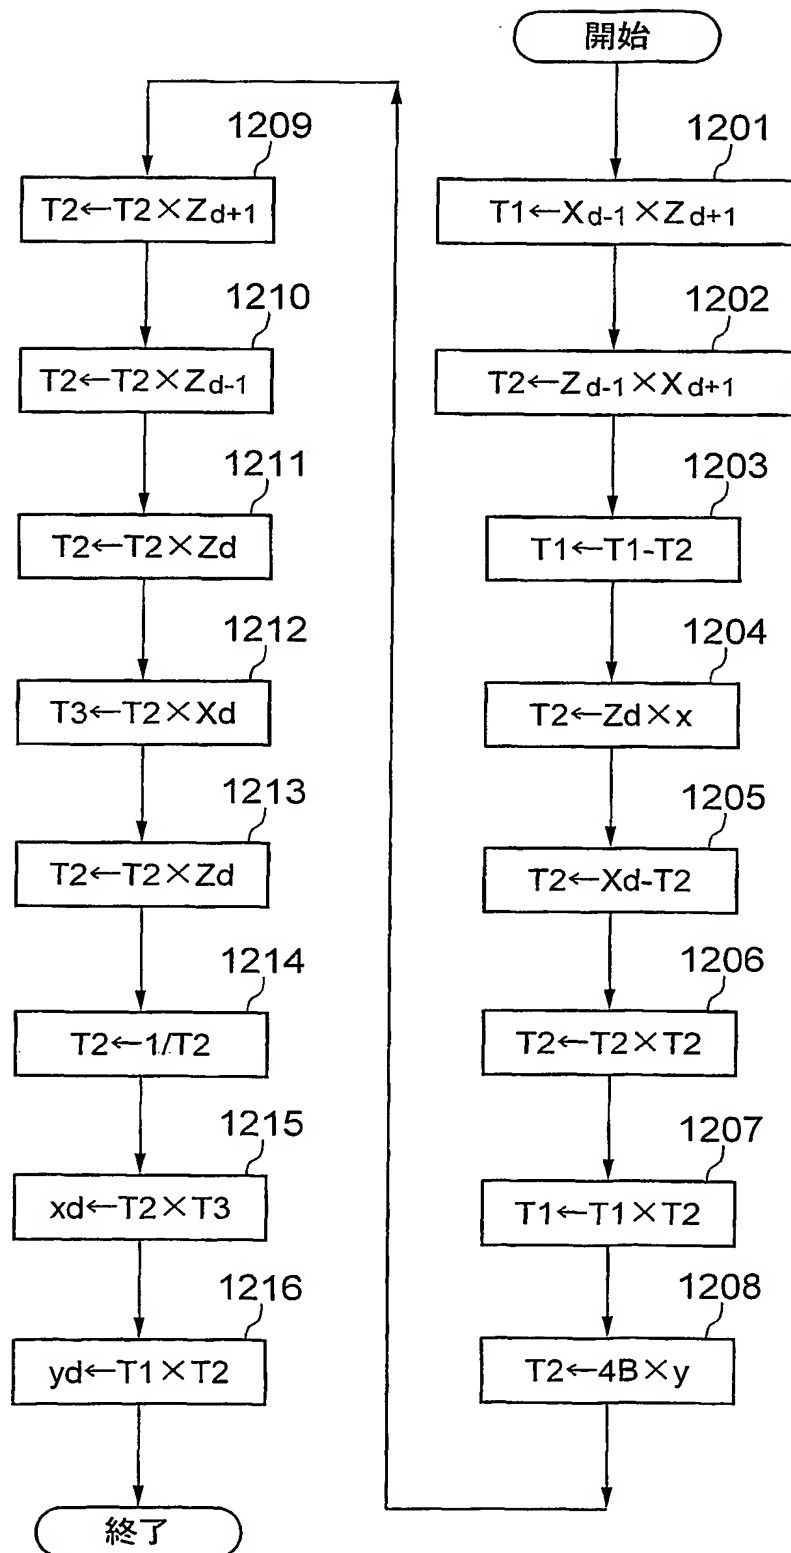 開始
1201
T1←Xd-1×Zd+1
1202
T2←Zd-1×Xd+1
1203
T1←T1-T2
1204
T2←Zd×x
1205
T2←Xd-T2
1206
T2←T2×T2
1207
T1←T1×T2
1208
T2←4B×y
1209
T2←T2×Zd+1
1210
T2←T2×Zd-1
1211
T2←T2×Zd
1212
T3←T2×Xd
1213
T2←T2×Zd
1214
T2←1/T2
1215
xd←T2×T3
1216
yd←T1×T2
終了